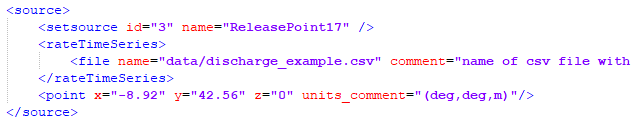 <source>
<setsource id="3" name="ReleasePoint17" />
<rateTimeSeries>
<file name="data/discharge_example.csv" comment="name of csv file with
</rateTimeSeries>
<point x="-8.92" y="42.56" z="0" units_comment="(deg,deg,m)"/>
</source>